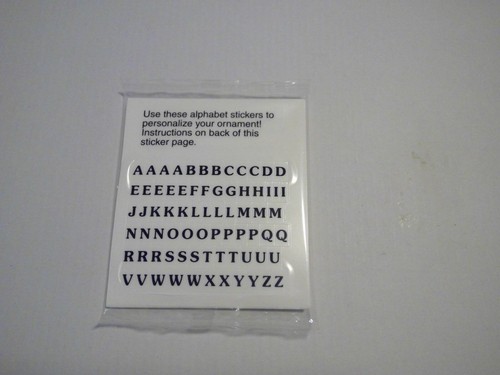 Use these alphabet stickers to
personalize your ornament!
Instructions on back of this
sticker page.
AAAABBBCCCDD
EEEEEFFGGHHIII
JJKKKLLLLMMM
NNNOOOPPPPQQ
RRRSSSTTTUUU
VVWWWXXYYZZ